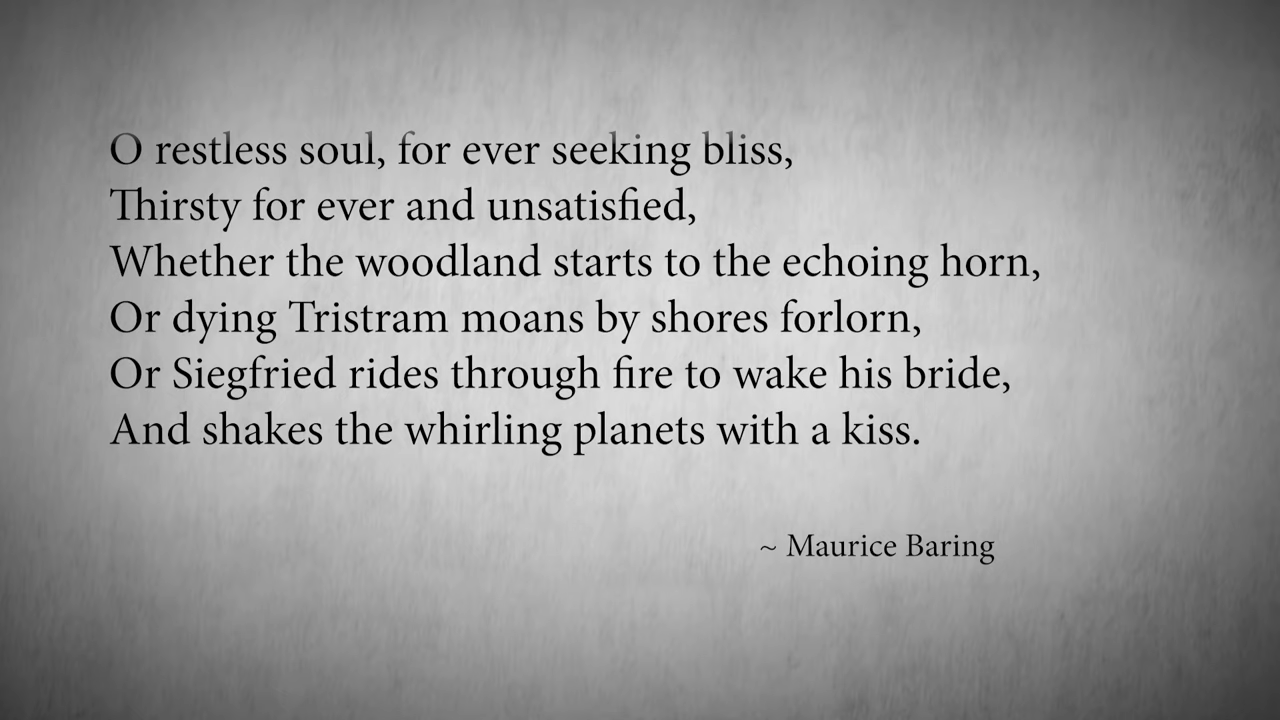 O restless soul, for ever seeking bliss,
Thirsty for ever and unsatisfied,
Whether the woodland starts to the echoing horn,
Or dying Tristram moans by shores forlorn,
Or Siegfried rides through fire to wake his bride,
And shakes the whirling planets with a kiss.
~ Maurice Baring